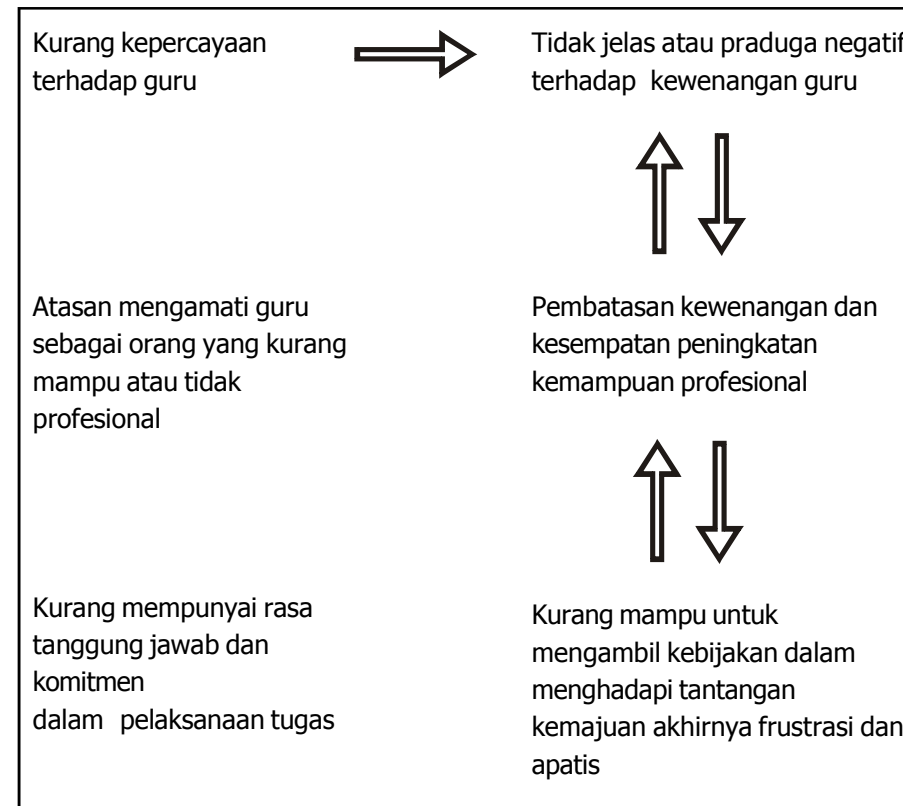 Kurang kepercayaan
terhadap guru
Tidak jelas atau praduga negatif
terhadap kewenangan guru
Atasan mengamati guru
sebagai orang yang kurang
mampu atau tidak
profesional
Pembatasan kewenangan dan
kesempatan peningkatan
kemampuan profesional
Kurang mempunyai rasa
tanggung jawab dan
komitmen
dalam pelaksanaan tugas
Kurang mampu untuk
mengambil kebijakan dalam
menghadapi tantangan
kemajuan akhirnya frustrasi dan
apatis